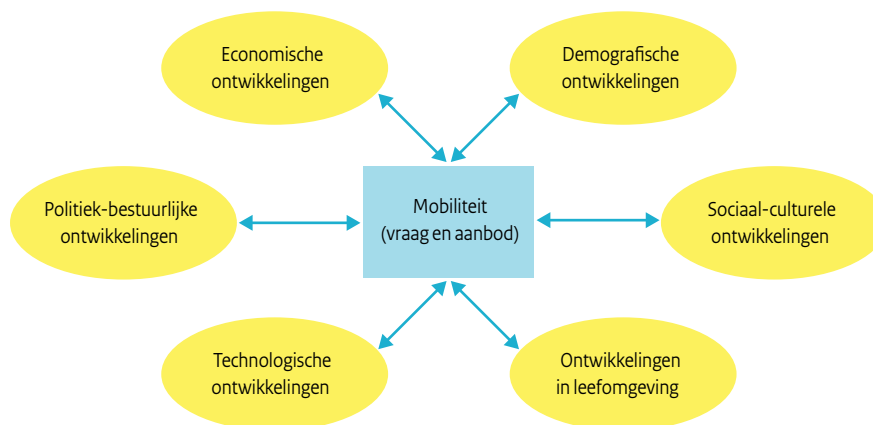 Economische
ontwikkelingen
Demografische
ontwikkelingen
Politiek-bestuurlijke
ontwikkelingen
Mobiliteit
(vraag en aanbod)
Sociaal-culturele
ontwikkelingen
Technologische
ontwikkelingen
Ontwikkelingen
in leefomgeving